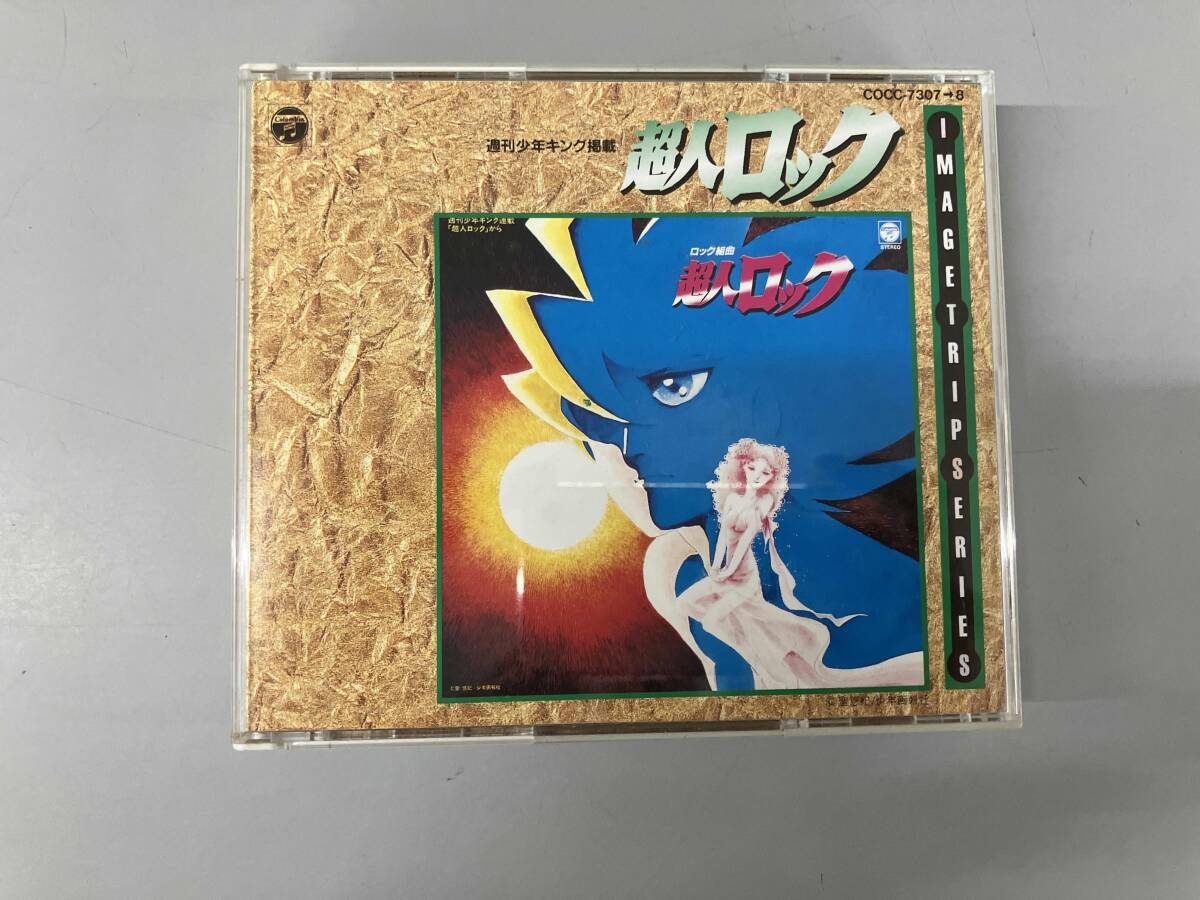 COCC-7307→8
Columbia
週刊少年キング掲載
超人ロック
週刊少年キング連載
「超人ロック」から
STEREO
ロック組曲
超人ロック
IMAGE TRIP SERIES